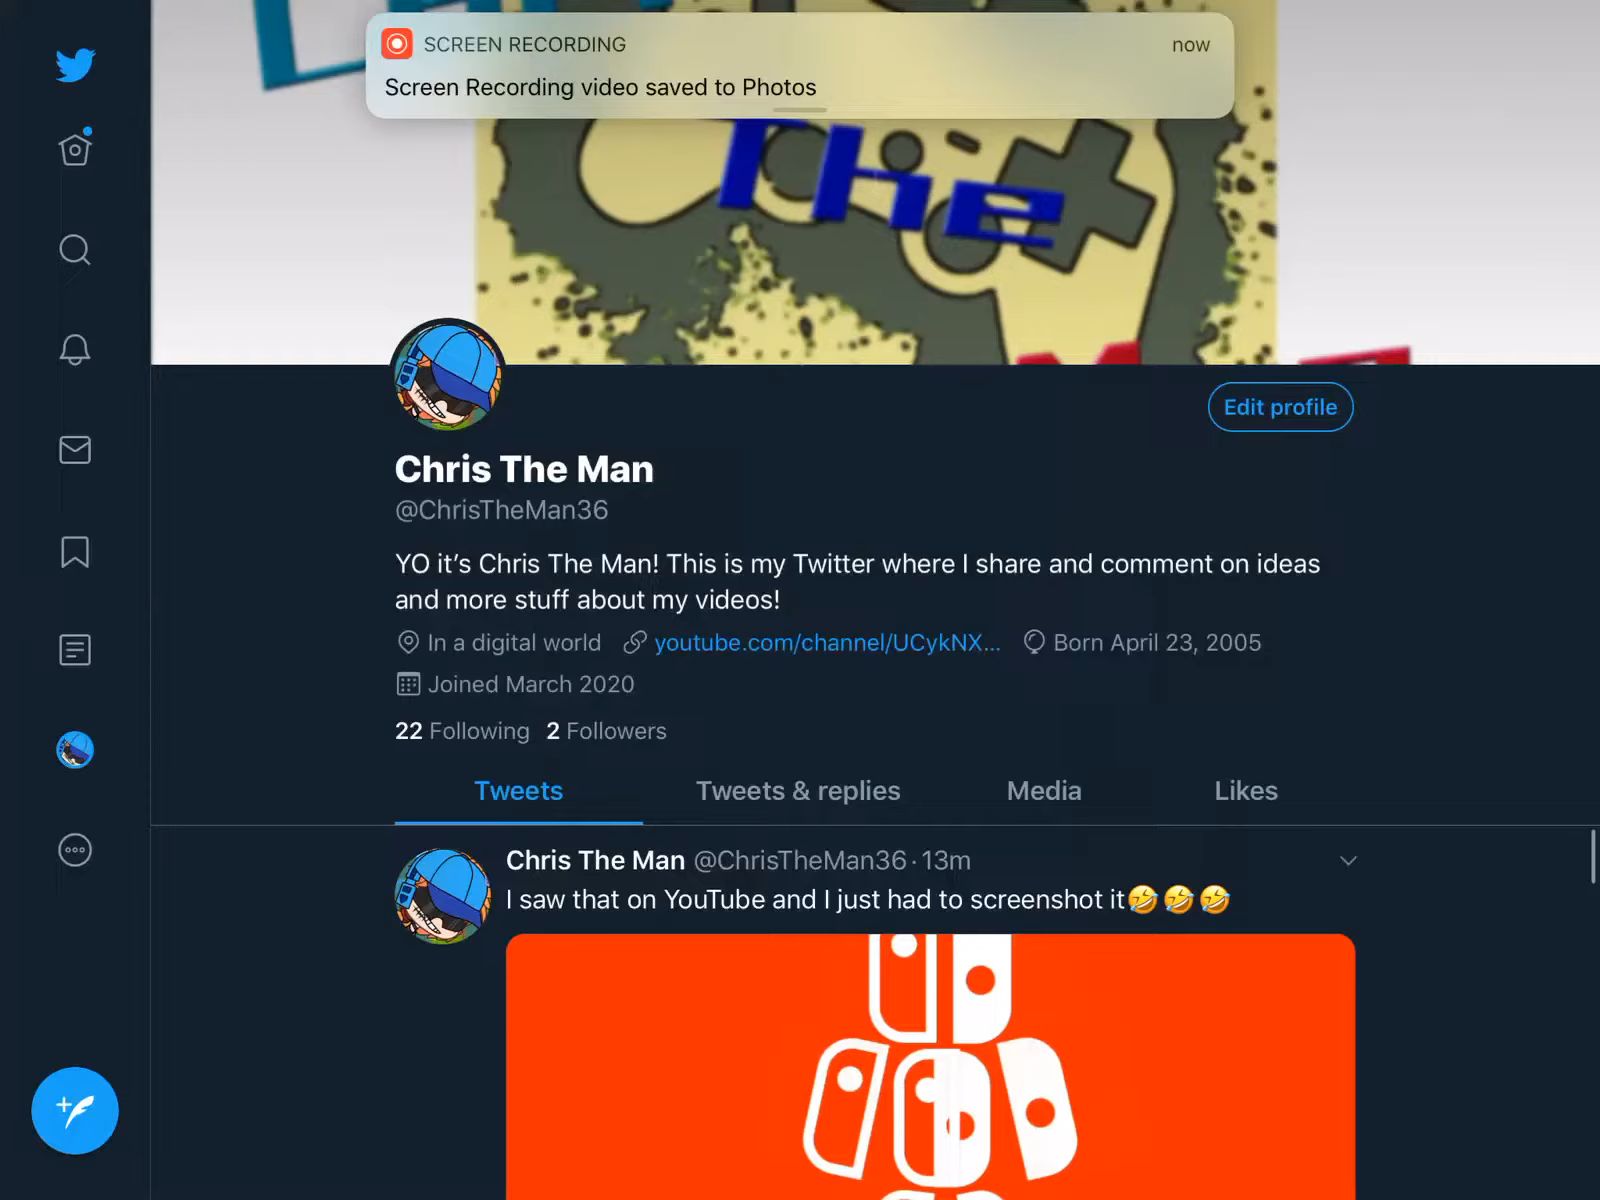 SCREEN RECORDING
now
Screen Recording video saved to Photos
The
Edit profile
Chris The Man
@ChrisTheMan36
YO it’s Chris The Man! This is my Twitter where I share and comment on ideas
and more stuff about my videos!
In a digital world youtube.com/channel/UCykNX... Born April 23, 2005
Joined March 2020
22 Following 2 Followers
Tweets Tweets & replies Media Likes
Chris The Man @ChrisTheMan36 · 13m
I saw that on YouTube and I just had to screenshot it🤣🤣🤣